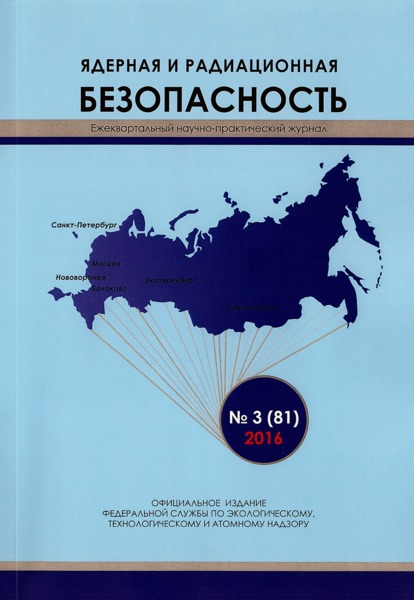 ЯДЕРНАЯ И РАДИАЦИОННАЯ
БЕЗОПАСНОСТЬ
Ежеквартальный научно-практический журнал
Санкт-Петербург
Москва
Нововоронеж
Балаково
Екатеринбург
№ 3 (81)
2016
ОФИЦИАЛЬНОЕ ИЗДАНИЕ
ФЕДЕРАЛЬНОЙ СЛУЖБЫ ПО ЭКОЛОГИЧЕСКОМУ,
ТЕХНОЛОГИЧЕСКОМУ И АТОМНОМУ НАДЗОРУ